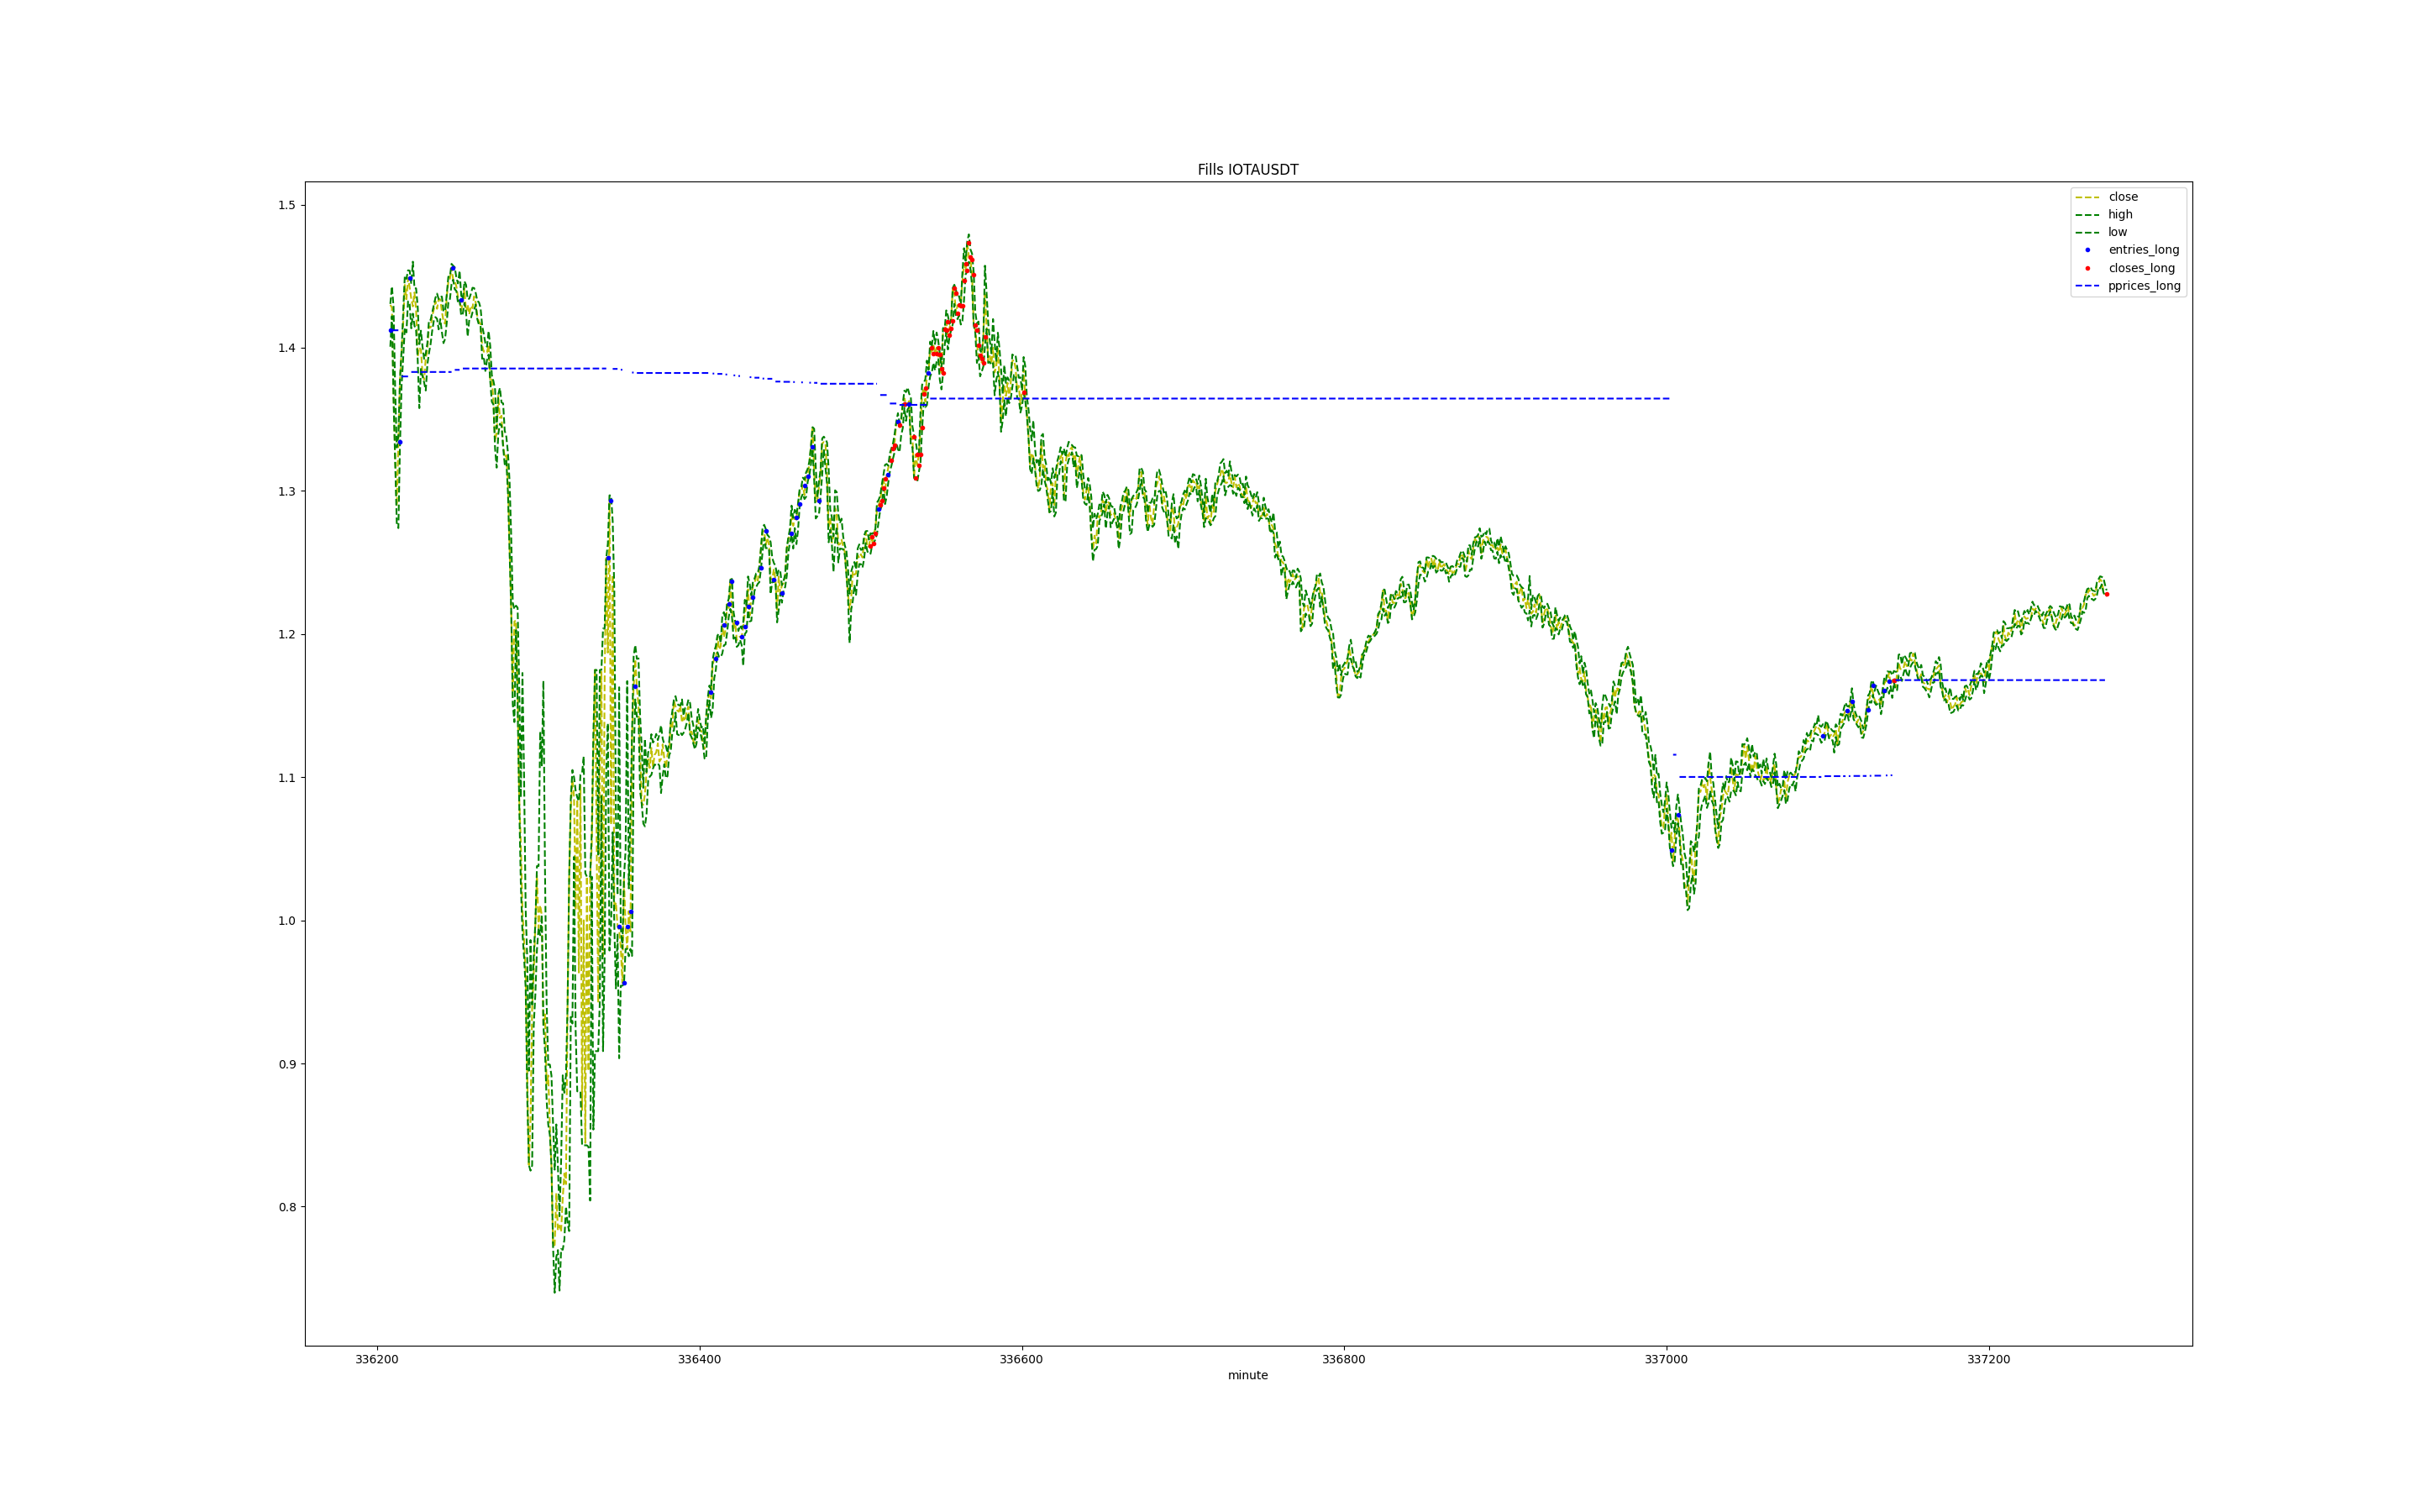 Fills IOTAUSDT
close
high
low
entries_long
closes_long
pprices_long
1.5
1.4
1.3
1.2
1.1
1.0
0.9
0.8
336200 336400 336600 336800 337000 337200
minute